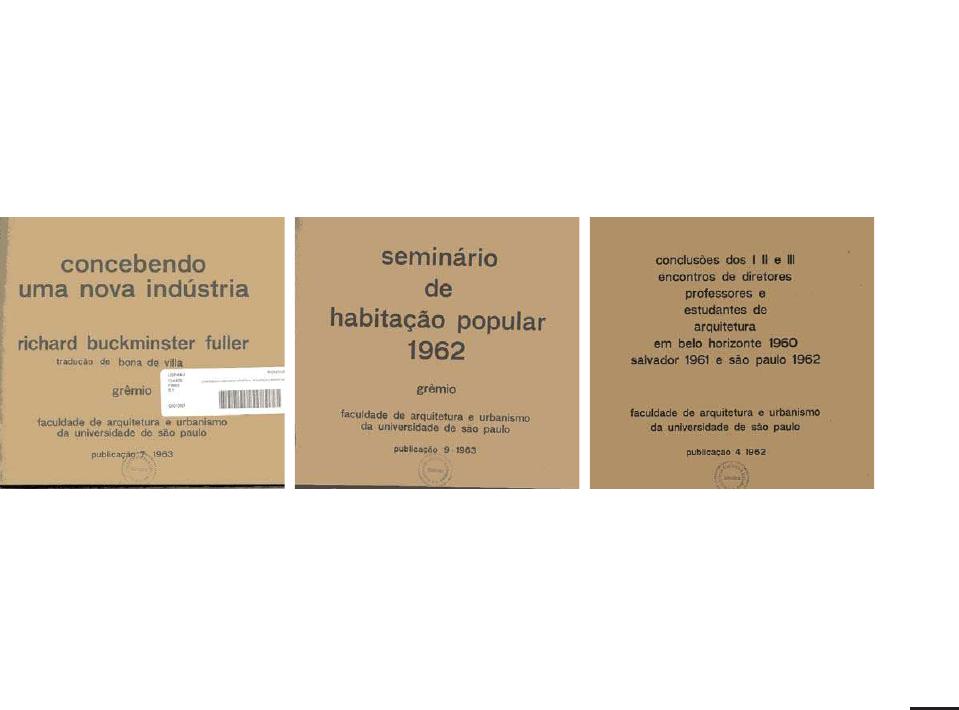 concebendo
uma nova indústria
richard buckminster fuller
tradução de bona de villa
grêmio
faculdade de arquitetura e urbanismo
da universidade de são paulo
publicação 7 1963
seminário
de
habitação popular
1962
grêmio
faculdade de arquitetura e urbanismo
da universidade de são paulo
publicação 9 1963
conclusões dos I II e III
encontros de diretores
professores e
estudantes de
arquitetura
em belo horizonte 1960
salvador 1961 e são paulo 1962
faculdade de arquitetura e urbanismo
da universidade de são paulo
publicação 4 1962